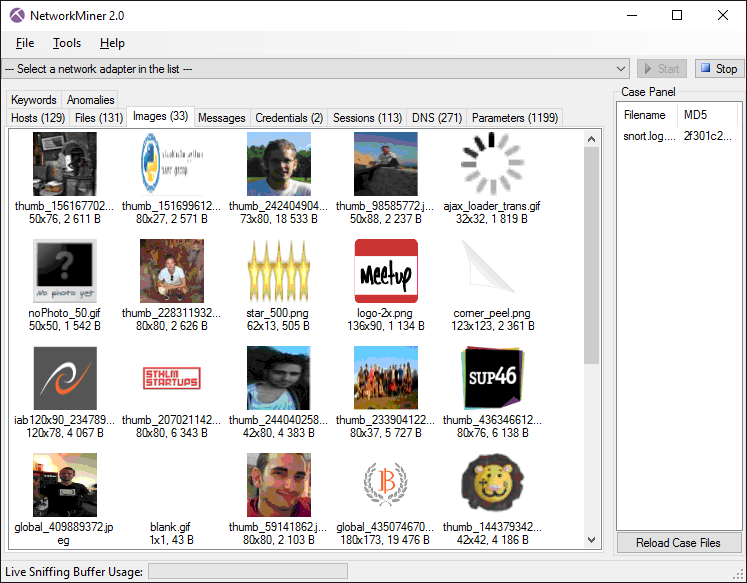 NetworkMiner 2.0
File Tools Help
--- Select a network adapter in the list ---
Start
Stop
Keywords Anomalies
Hosts (129) Files (131) Images (33) Messages Credentials (2) Sessions (113) DNS (271) Parameters (1199)
thumb_156167702...
50x76, 2 611 B
thumb_151699612...
80x27, 2 571 B
thumb_242404904...
73x80, 18 533 B
thumb_98585772.j...
50x88, 2 237 B
ajax_loader_trans.gif
32x32, 1 819 B
?
No photo yet
noPhoto_50.gif
50x50, 1 542 B
thumb_228311932...
80x80, 2 626 B
star_500.png
62x13, 505 B
Meetup
logo-2x.png
136x90, 1 134 B
corner_peel.png
123x123, 2 361 B
iab120x90_234789...
120x78, 4 067 B
STHLM
STARTUPS
thumb_207021142...
80x80, 6 343 B
thumb_244040258...
42x80, 4 383 B
thumb_233904122...
80x37, 5 727 B
SUP46
thumb_436346612...
80x76, 6 138 B
global_409889372.jp
eg
blank.gif
1x1, 43 B
thumb_59141862.j...
80x80, 2 103 B
B
global_435074670...
180x173, 19 476 B
thumb_144379342...
42x42, 4 186 B
Case Panel
Filename MD5
snort.log.... 2f301c2...
Reload Case Files
Live Sniffing Buffer Usage: